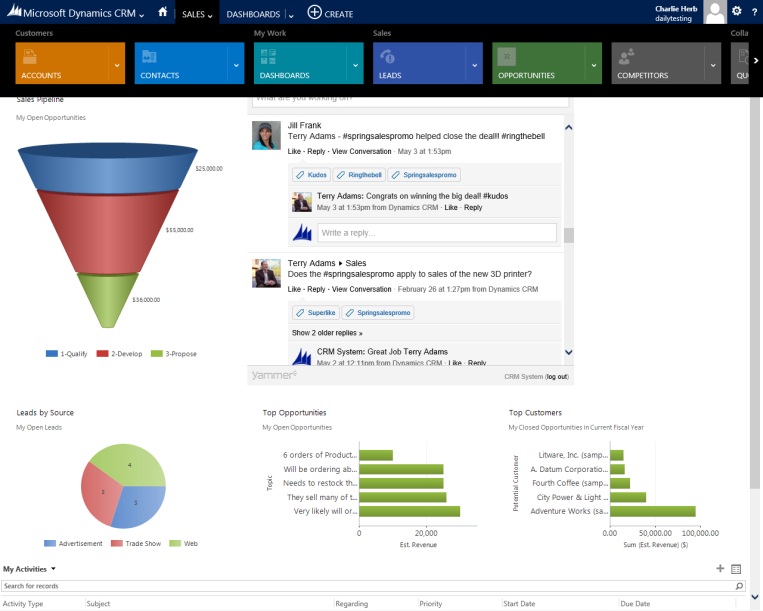 Microsoft Dynamics CRM
SALES
DASHBOARDS
CREATE
Charlie Herb
dailytesting
?
Customers
My Work
Sales
Colla
ACCOUNTS
CONTACTS
DASHBOARDS
LEADS
OPPORTUNITIES
COMPETITORS
QU
Sales Pipeline
My Open Opportunities
$25,000.00
$55,000.00
$36,000.00
1-Qualify 2-Develop 3-Propose
What are you working on?
Jill Frank
Terry Adams - #springsalespromo helped close the deal!! #ringthebell
Like · Reply · View Conversation · May 3 at 1:53pm
Kudos Ringthebell Springsalespromo
Terry Adams: Congrats on winning the big deal! #kudos
May 3 at 1:53pm from Dynamics CRM · Like · Reply
Write a reply...
Terry Adams ▸ Sales
Does the #springsalespromo apply to sales of the new 3D printer?
Like · Reply · View Conversation · February 26 at 1:27pm from Dynamics CRM
Superlike Springsalespromo
Show 2 older replies »
CRM System: Great Job Terry Adams
May 2 at 12:11pm from Dynamics CRM · Like · Reply
yammer
CRM System (log out)
Leads by Source
My Open Leads
4
2
3
Advertisement Trade Show Web
Top Opportunities
My Open Opportunities
Topic
6 orders of Product...
Will be ordering ab...
Needs to restock th...
They sell many of t...
Very likely will or...
0 20,000
Est. Revenue
Top Customers
My Closed Opportunities in Current Fiscal Year
Potential Customer
Litware, Inc. (samp...
A. Datum Corporatio...
Fourth Coffee (samp...
City Power & Light ...
Adventure Works (sa...
0.00 50,000.00 100,000.00
Sum (Est. Revenue) ($)
My Activities
Search for records
Activity Type Subject Regarding Priority Start Date Due Date